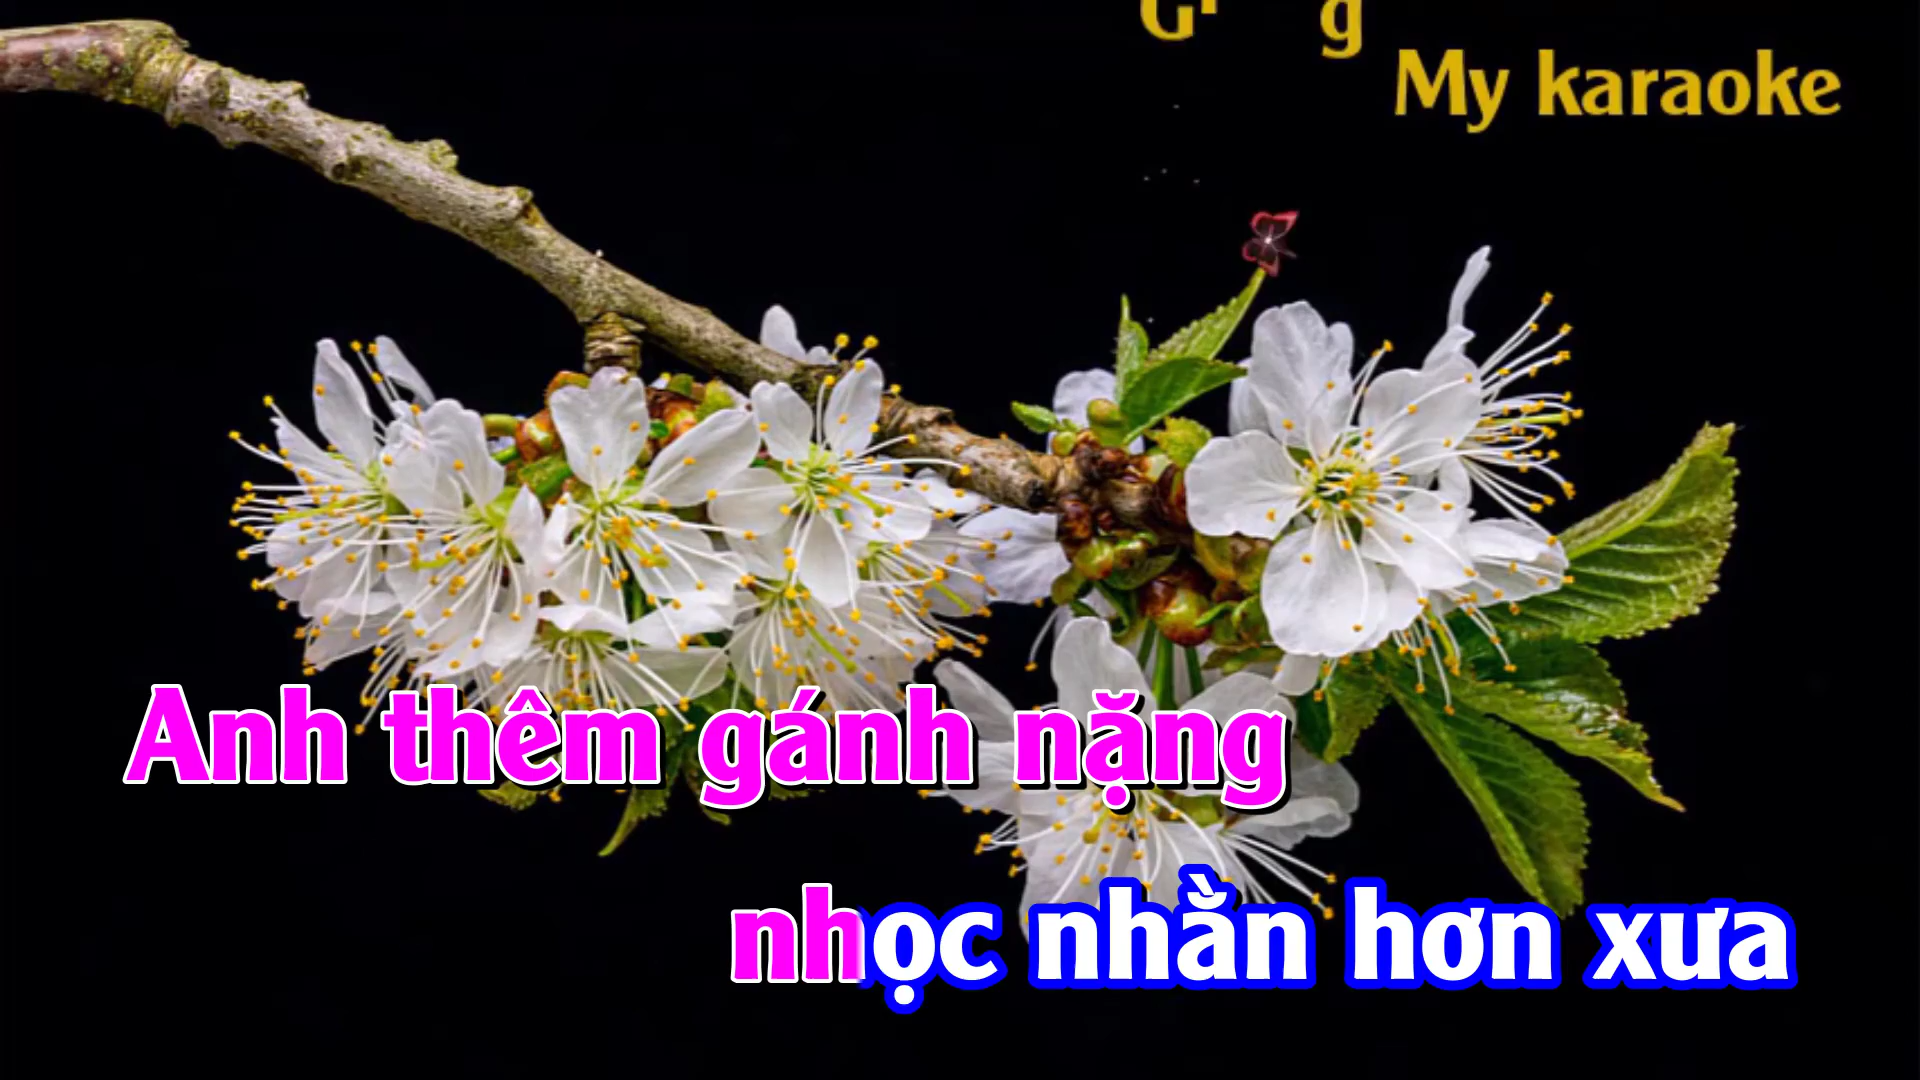 My karaoke
Anh thêm gánh nặng
nhọc nhằn hơn xưa